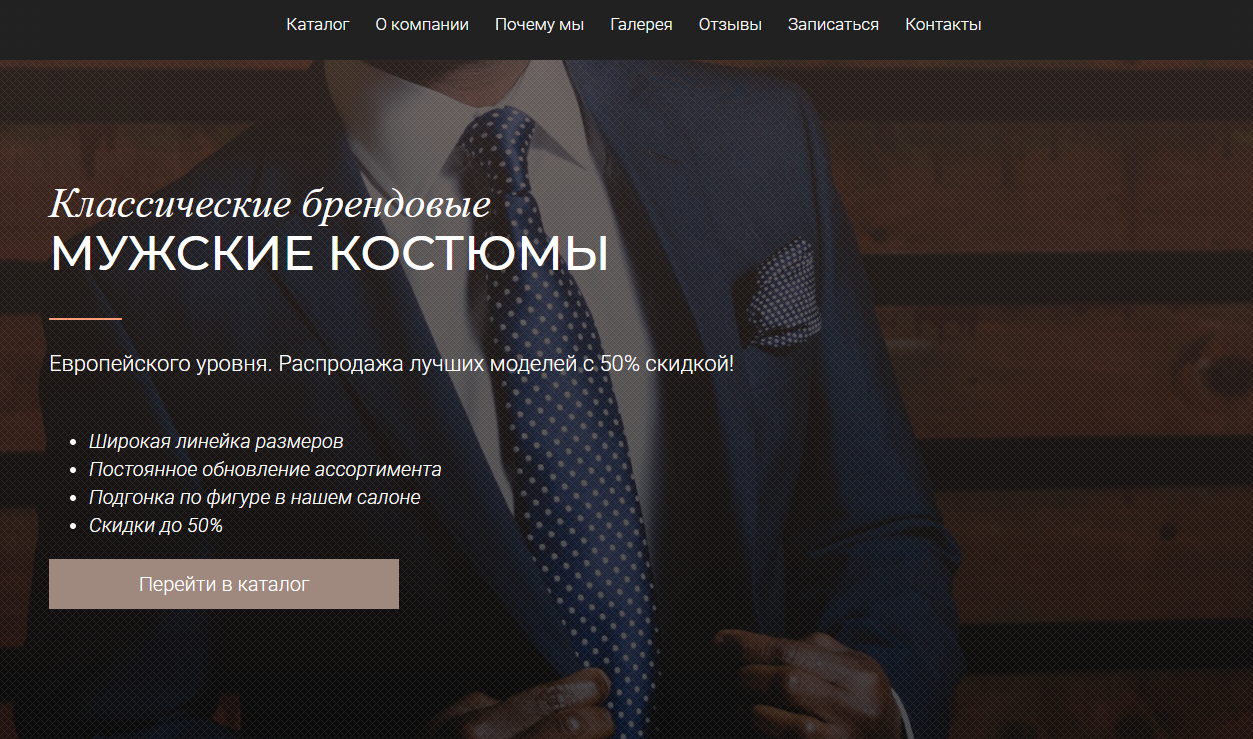 Каталог О компании Почему мы Галерея Отзывы Записаться Контакты
Классические брендовые
МУЖСКИЕ КОСТЮМЫ
Европейского уровня. Распродажа лучших моделей с 50% скидкой!
• Широкая линейка размеров
• Постоянное обновление ассортимента
• Подгонка по фигуре в нашем салоне
• Скидки до 50%
Перейти в каталог